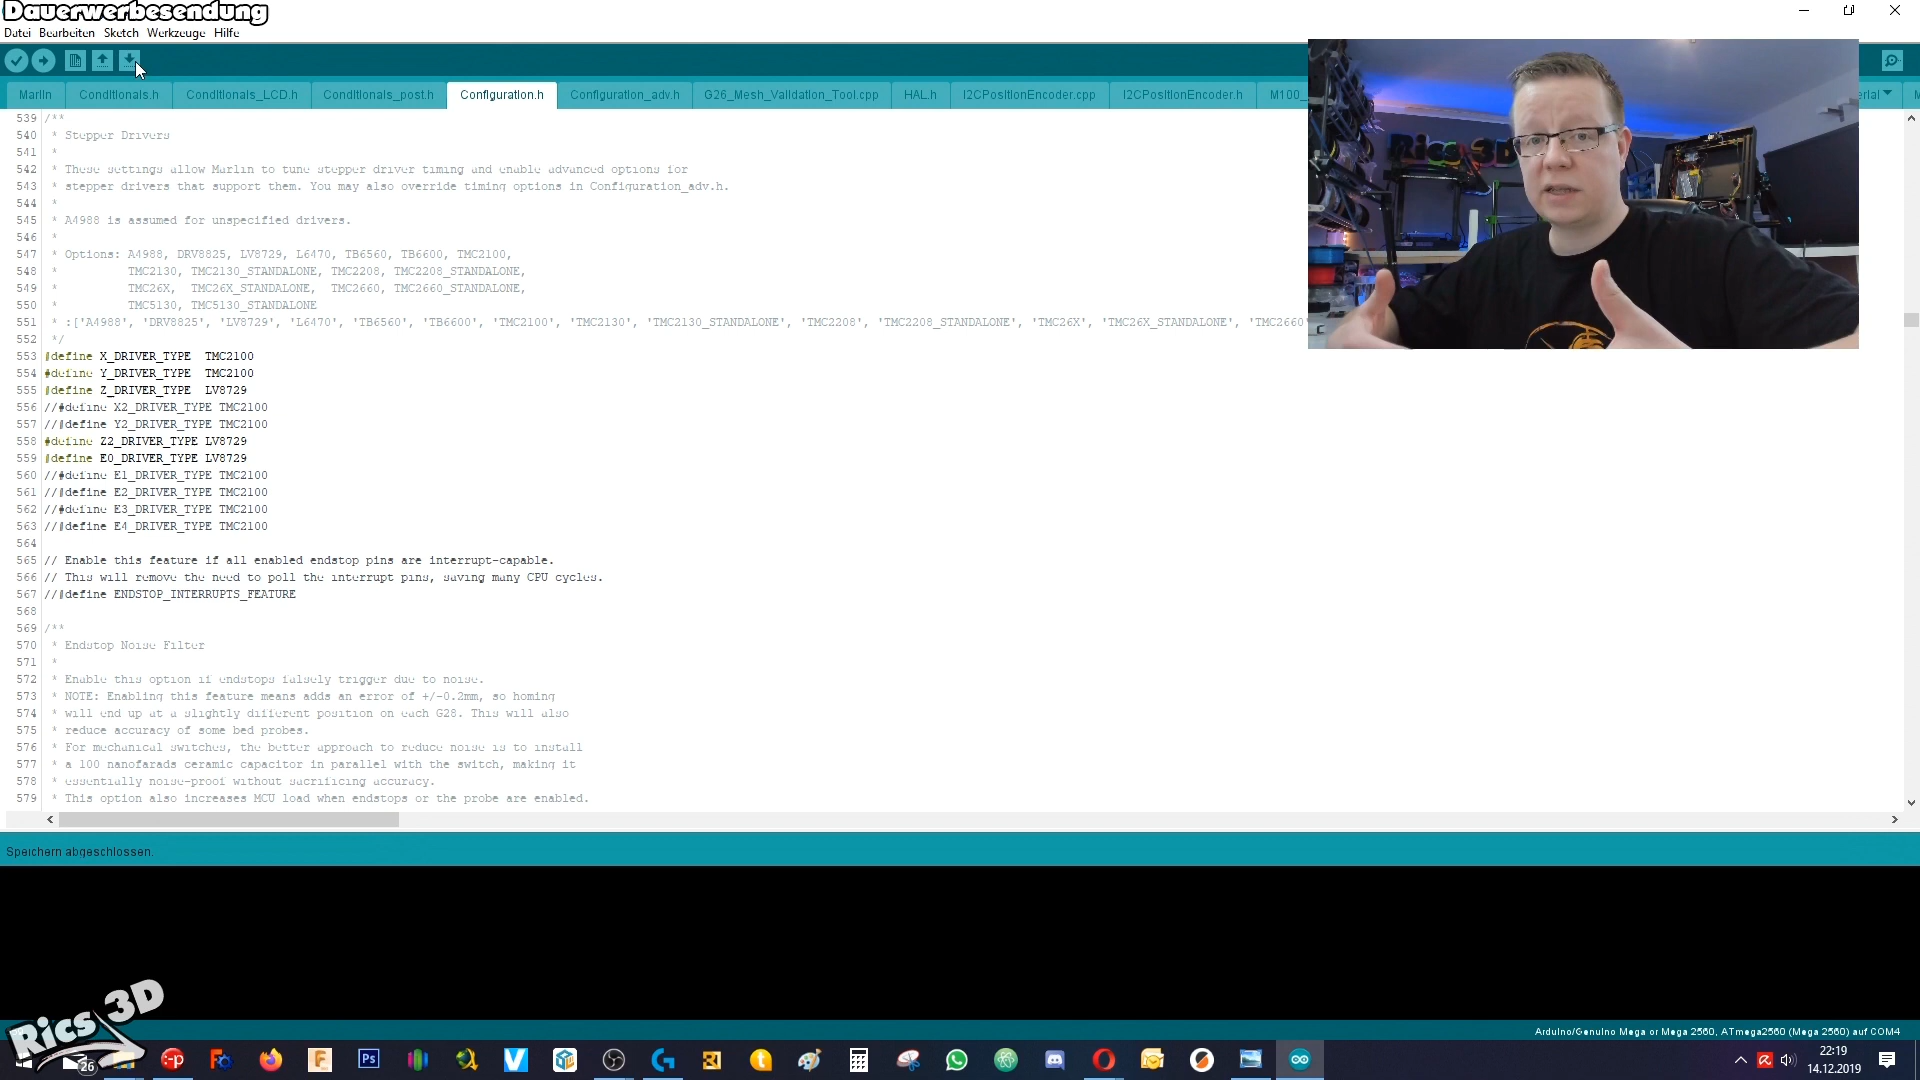 Dauerwerbesendung
Datei Bearbeiten Sketch Werkzeuge Hilfe
Marlin Conditionals.h Conditionals_LCD.h Conditionals_post.h Configuration.h Configuration_adv.h G26_Mesh_Validation_Tool.cpp HAL.h I2CPositionEncoder.cpp I2CPositionEncoder.h M100_
539 /**
540 * Stepper Drivers
541 *
542 * These settings allow Marlin to tune stepper driver timing and enable advanced options for
543 * stepper drivers that support them. You may also override timing options in Configuration_adv.h.
544 *
545 * A4988 is assumed for unspecified drivers.
546 *
547 * Options: A4988, DRV8825, LV8729, L6470, TB6560, TB6600, TMC2100,
548 * TMC2130, TMC2130_STANDALONE, TMC2208, TMC2208_STANDALONE,
549 * TMC26X, TMC26X_STANDALONE, TMC2660, TMC2660_STANDALONE,
550 * TMC5130, TMC5130_STANDALONE
551 * :['A4988', 'DRV8825', 'LV8729', 'L6470', 'TB6560', 'TB6600', 'TMC2100', 'TMC2130', 'TMC2130_STANDALONE', 'TMC2208', 'TMC2208_STANDALONE', 'TMC26X', 'TMC26X_STANDALONE', 'TMC2660'
552 */
553 #define X_DRIVER_TYPE TMC2100
554 #define Y_DRIVER_TYPE TMC2100
555 #define Z_DRIVER_TYPE LV8729
556 //#define X2_DRIVER_TYPE TMC2100
557 //#define Y2_DRIVER_TYPE TMC2100
558 #define Z2_DRIVER_TYPE LV8729
559 #define E0_DRIVER_TYPE LV8729
560 //#define E1_DRIVER_TYPE TMC2100
561 //#define E2_DRIVER_TYPE TMC2100
562 //#define E3_DRIVER_TYPE TMC2100
563 //#define E4_DRIVER_TYPE TMC2100
564
565 // Enable this feature if all enabled endstop pins are interrupt-capable.
566 // This will remove the need to poll the interrupt pins, saving many CPU cycles.
567 //#define ENDSTOP_INTERRUPTS_FEATURE
568
569 /**
570 * Endstop Noise Filter
571 *
572 * Enable this option if endstops falsely trigger due to noise.
573 * NOTE: Enabling this feature means adds an error of +/-0.2mm, so homing
574 * will end up at a slightly different position on each G28. This will also
575 * reduce accuracy of some bed probes.
576 * For mechanical switches, the better approach to reduce noise is to install
577 * a 100 nanofarads ceramic capacitor in parallel with the switch, making it
578 * essentially noise-proof without sacrificing accuracy.
579 * This option also increases MCU load when endstops or the probe are enabled.
Speichern abgeschlossen.
Arduino/Genuino Mega or Mega 2560, ATmega2560 (Mega 2560) auf COM4
Rics 3D
26
Ps
22:19
14.12.2019